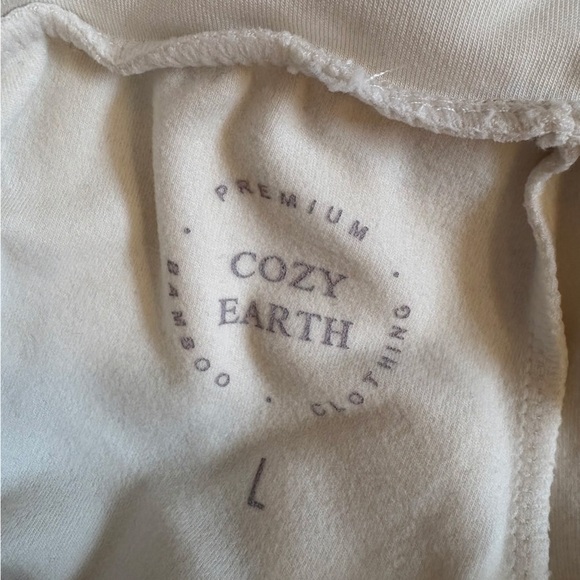 PREMIUM
COZY
EARTH
BAMBOO • CLOTHING •
L